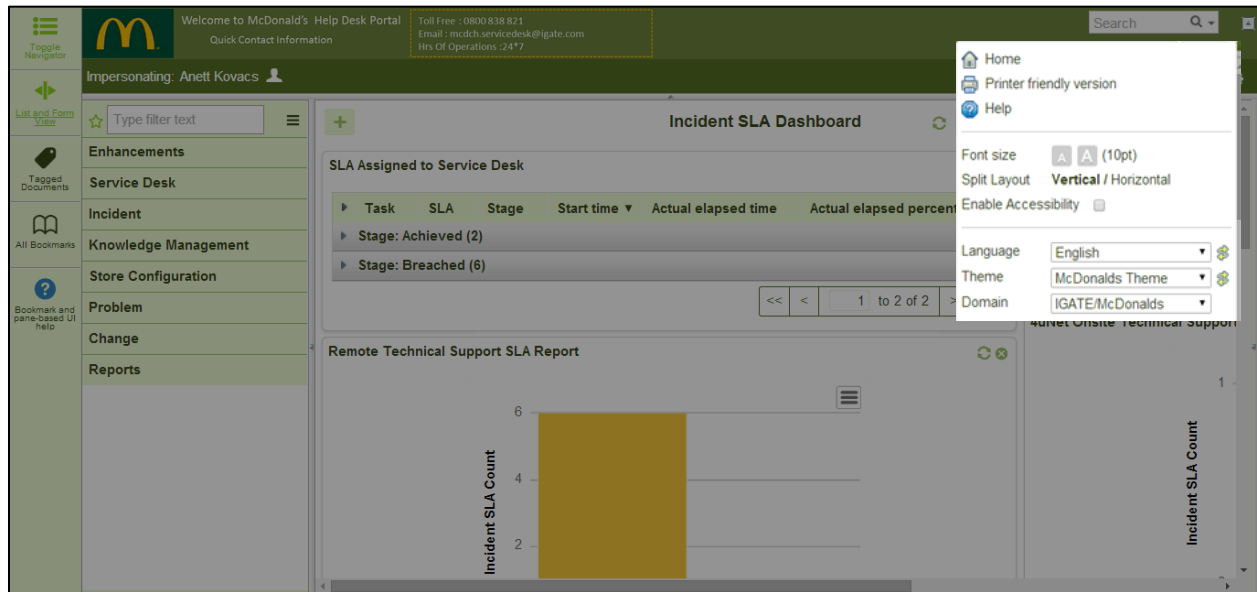 Toggle
Navigator
List and Form
View
Tagged
Documents
All Bookmarks
Bookmark and
pane-based UI
help
Welcome to McDonald's Help Desk Portal
Quick Contact Information
Toll Free : 0800 838 821
Email : mcdch.servicedesk@igate.com
Hrs Of Operations :24*7
Search
Impersonating: Anett Kovacs
Type filter text
Enhancements
Service Desk
Incident
Knowledge Management
Store Configuration
Problem
Change
Reports
Incident SLA Dashboard
SLA Assigned to Service Desk
Task SLA Stage Start time ▼ Actual elapsed time Actual elapsed percent
Stage: Achieved (2)
Stage: Breached (6)
<< < 1 to 2 of 2 >
Remote Technical Support SLA Report
6
4
2
Incident SLA Count
Home
Printer friendly version
Help
Font size A A (10pt)
Split Layout Vertical / Horizontal
Enable Accessibility
Language English
Theme McDonalds Theme
Domain IGATE/McDonalds
4dNet Onsite Technical Support
1
Incident SLA Count